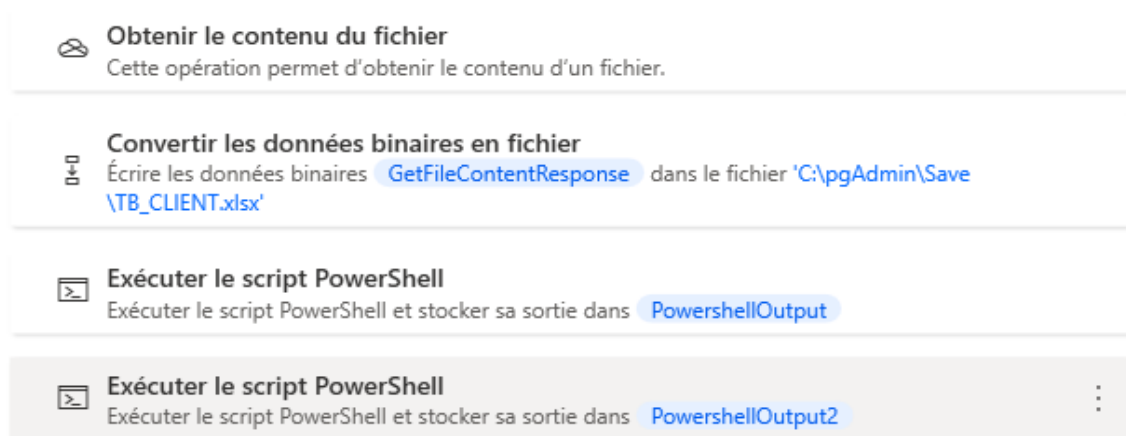 Obtenir le contenu du fichier
Cette opération permet d'obtenir le contenu d'un fichier.
Convertir les données binaires en fichier
Écrire les données binaires GetFileContentResponse dans le fichier 'C:\pgAdmin\Save
\TB_CLIENT.xlsx'
Exécuter le script PowerShell
Exécuter le script PowerShell et stocker sa sortie dans PowershellOutput
Exécuter le script PowerShell
Exécuter le script PowerShell et stocker sa sortie dans PowershellOutput2